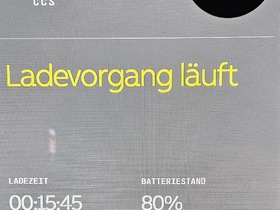 CCS
Ladevorgang läuft
LADEZEIT BATTERIESTAND
00:15:45 80%